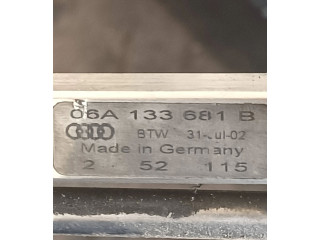 06A 133 681 B
BTW 31-Jul-02
Made in Germany
2 52 115